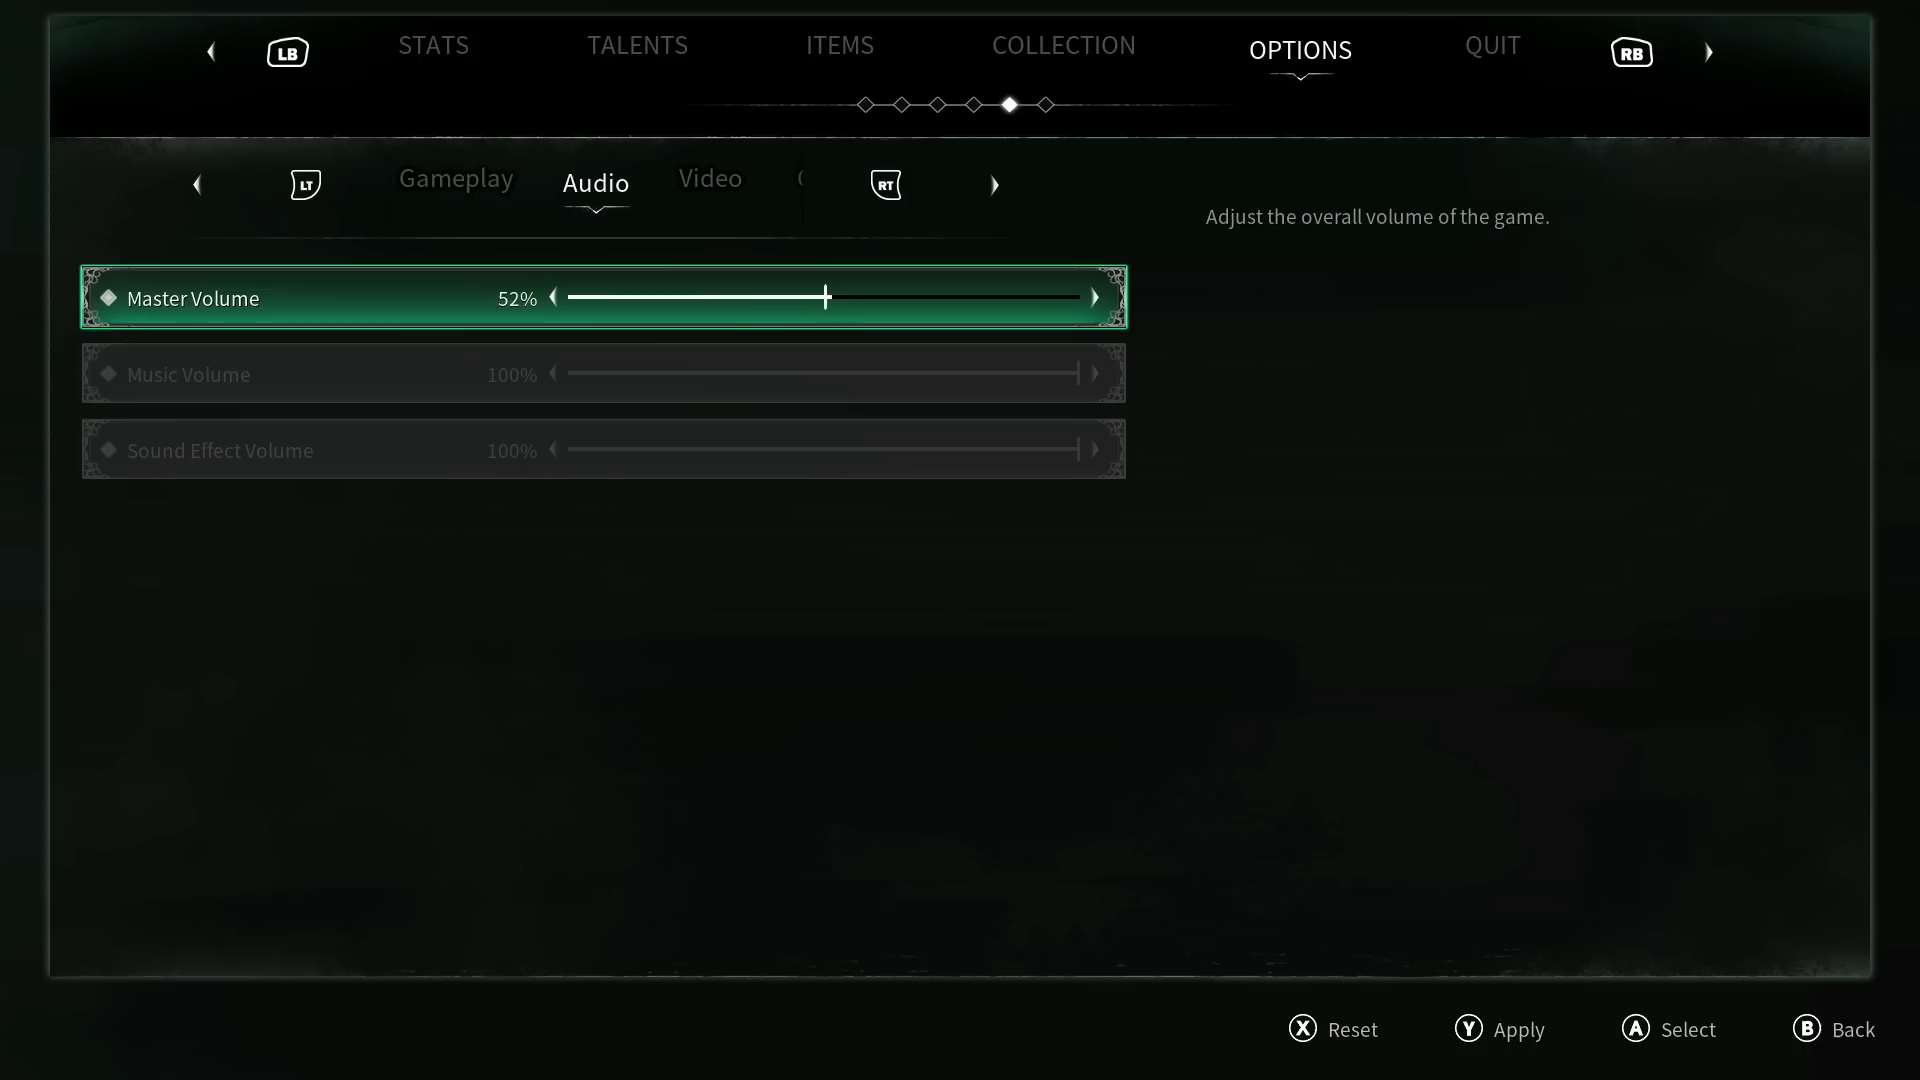 LB STATS TALENTS ITEMS COLLECTION OPTIONS QUIT RB
LT Gameplay Audio Video RT
Adjust the overall volume of the game.
Master Volume 52%
Music Volume 100%
Sound Effect Volume 100%
X Reset Y Apply A Select B Back